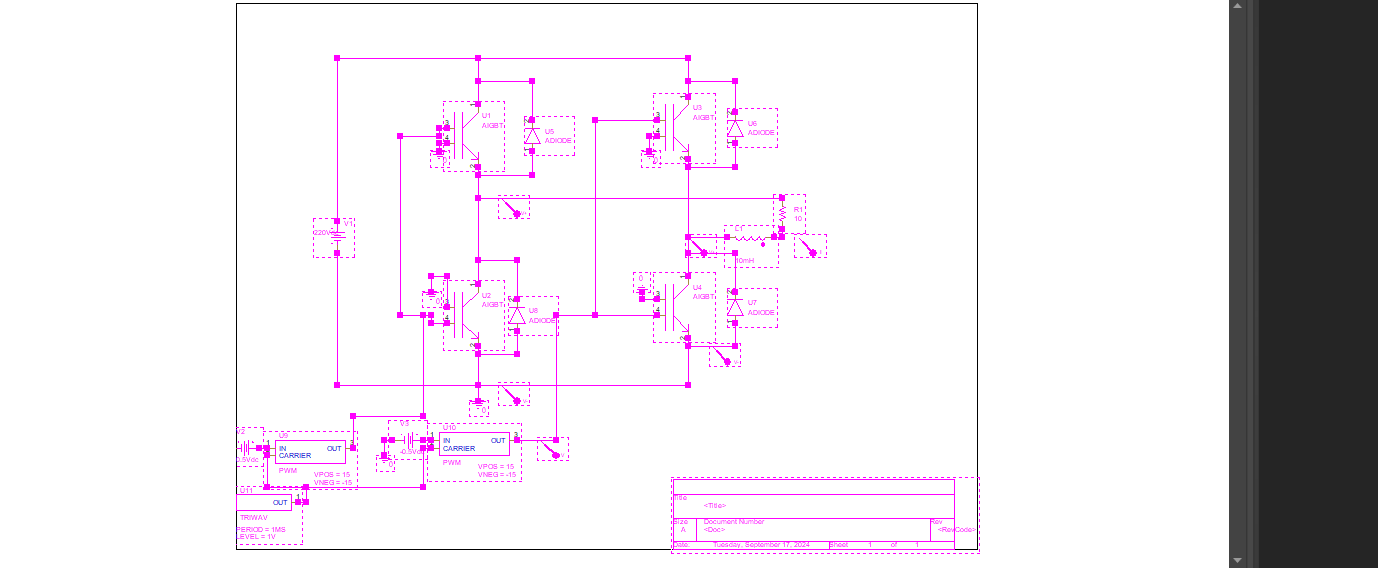 U1
AIGBT
U5
ADIODE
U3
AIGBT
U6
ADIODE
V1
220V
R1
10
L1
10mH
U2
AIGBT
U8
ADIODE
0
U4
AIGBT
U7
ADIODE
0
0
V2
0.5Vdc
U9
IN
OUT
CARRIER
PWM
VPOS = 15
VNEG = -15
V3
-0.5Vdc
0
U10
IN
OUT
CARRIER
PWM
VPOS = 15
VNEG = -15
U11
OUT
TRIWAV
PERIOD = 1MS
LEVEL = 1V
Title
<Title>
Size
A
Document Number
<Doc>
Rev
<RevCode>
Date:
Tuesday, September 17, 2024
Sheet
1
of
1